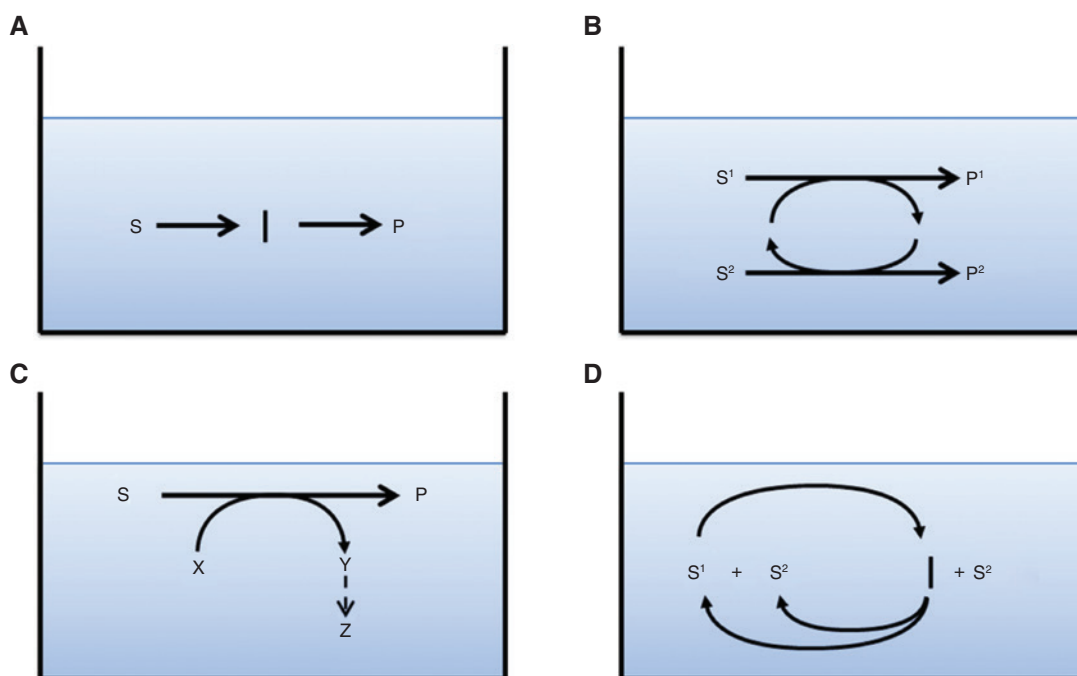 A
S I P
B
S¹ P¹
S² P²
C
S P
X Y
Z
D
S¹ + S² I + S²